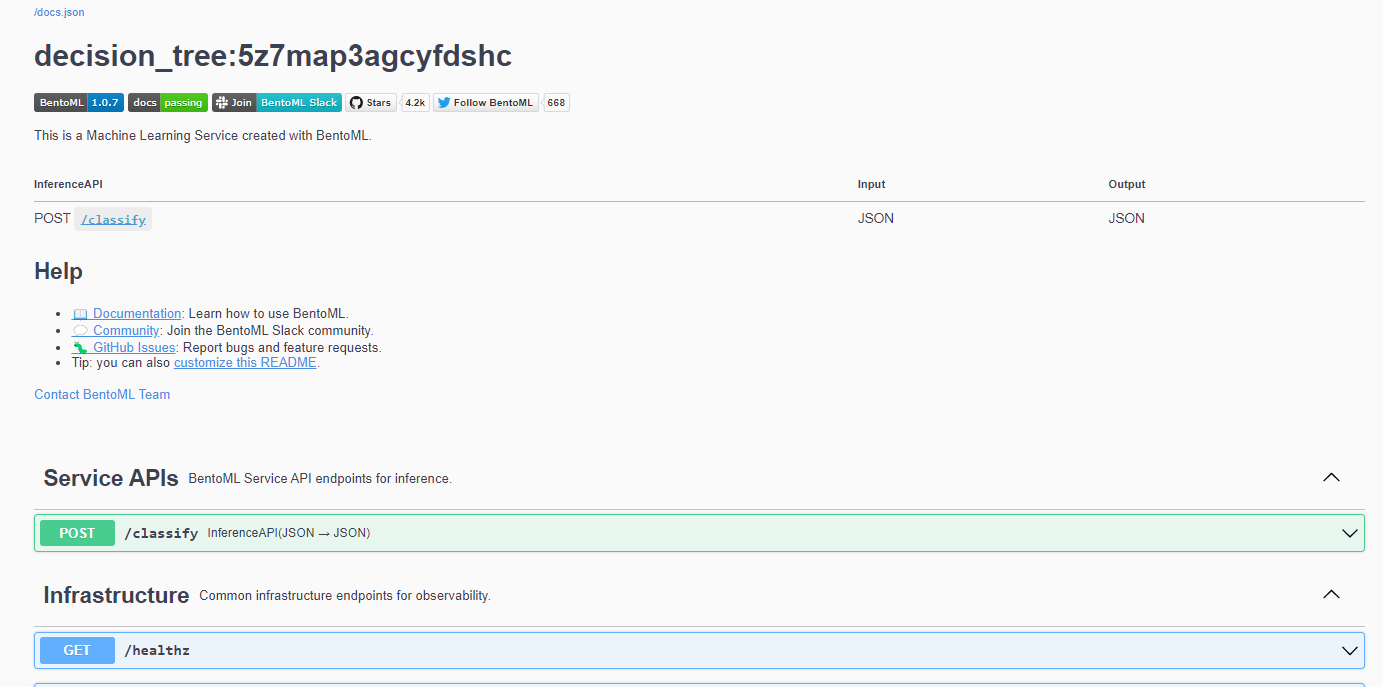 /docs.json
decision_tree:5z7map3agcyfdshc
BentoML 1.0.7 docs passing Join BentoML Slack Stars 4.2k Follow BentoML 668
This is a Machine Learning Service created with BentoML.
InferenceAPI Input Output
POST /classify JSON JSON
Help
Documentation: Learn how to use BentoML.
Community: Join the BentoML Slack community.
GitHub Issues: Report bugs and feature requests.
Tip: you can also customize this README.
Contact BentoML Team
Service APIs BentoML Service API endpoints for inference.
POST /classify InferenceAPI(JSON → JSON)
Infrastructure Common infrastructure endpoints for observability.
GET /healthz